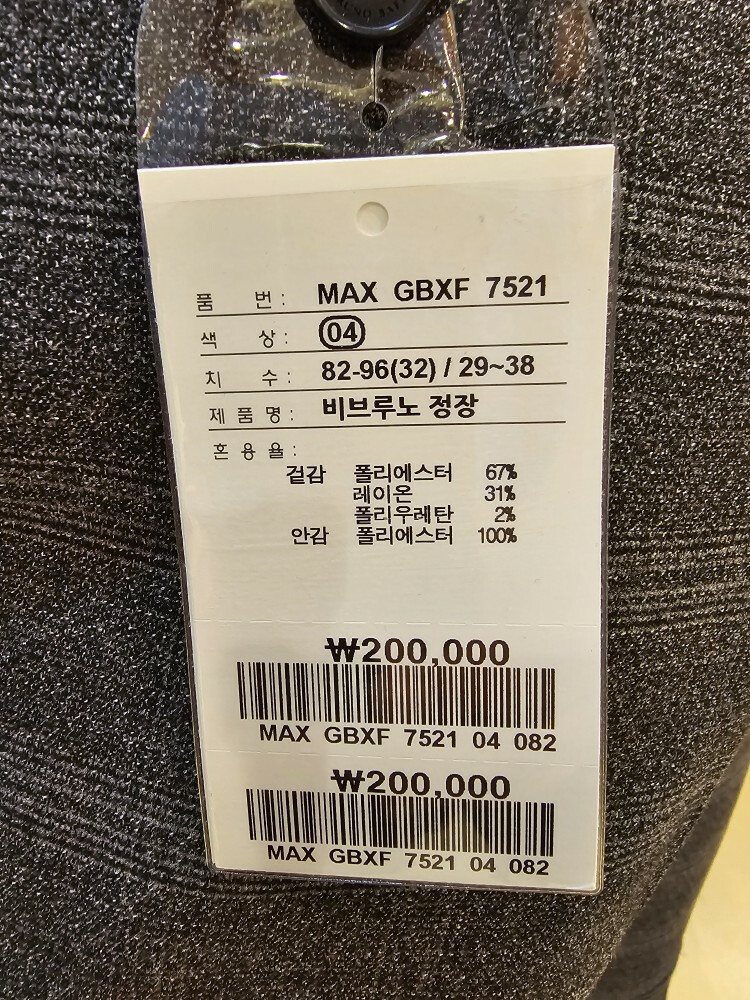 품 번 : MAX GBXF 7521
색 상 : 04
치 수 : 82-96(32) / 29~38
제 품 명 : 비브루노 정장
혼 용 율 :
겉감 폴리에스터 67%
레이온 31%
폴리우레탄 2%
안감 폴리에스터 100%
₩200,000
MAX GBXF 7521 04 082
₩200,000
MAX GBXF 7521 04 082